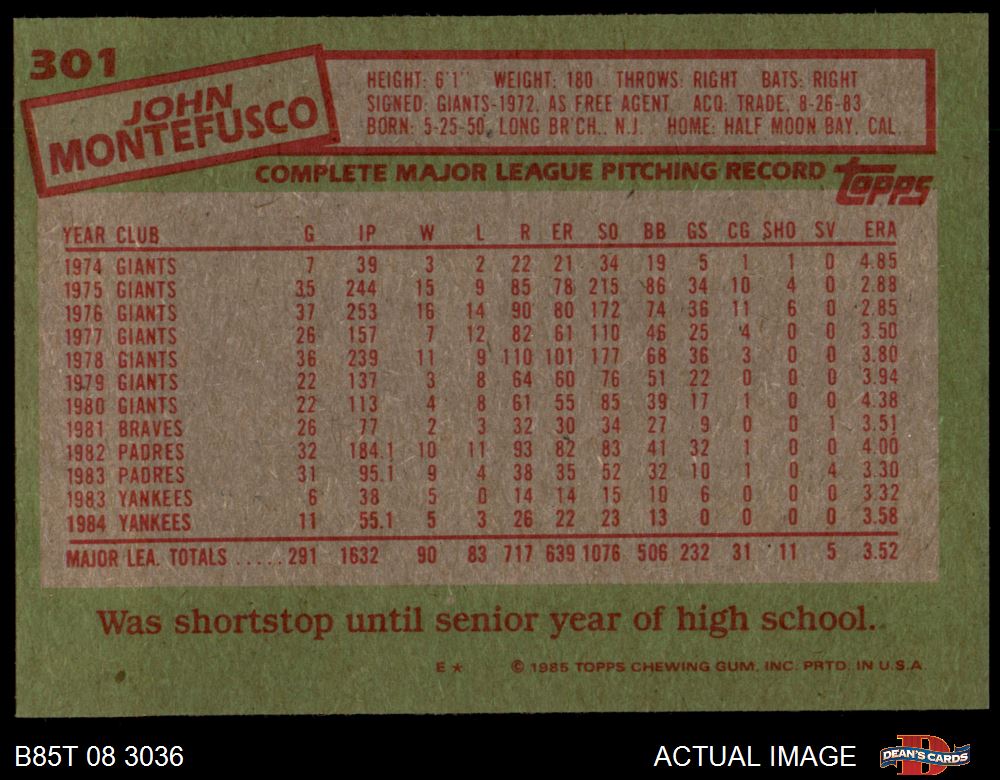 301
JOHN
MONTEFUSCO
HEIGHT: 6'1" WEIGHT: 180 THROWS: RIGHT BATS: RIGHT
SIGNED: GIANTS-1972, AS FREE AGENT ACQ: TRADE, 8-26-83
BORN: 5-25-50, LONG BR'CH., N.J. HOME: HALF MOON BAY, CAL.
COMPLETE MAJOR LEAGUE PITCHING RECORD topps
YEAR CLUB G IP W L R ER SO BB GS CG SHO SV ERA
1974 GIANTS 7 39 3 2 22 21 34 19 5 1 1 0 4.85
1975 GIANTS 35 244 15 9 85 78 215 86 34 10 4 0 2.88
1976 GIANTS 37 253 16 14 90 80 172 74 36 11 6 0 2.85
1977 GIANTS 26 157 7 12 82 61 110 46 25 4 0 0 3.50
1978 GIANTS 36 239 11 9 110 101 177 68 36 3 0 0 3.80
1979 GIANTS 22 137 3 8 64 60 76 51 22 0 0 0 3.94
1980 GIANTS 22 113 4 8 61 55 85 39 17 1 0 0 4.38
1981 BRAVES 26 77 2 3 32 30 34 27 9 0 0 1 3.51
1982 PADRES 32 184.1 10 11 93 82 83 41 32 1 0 0 4.00
1983 PADRES 31 95.1 9 4 38 35 52 32 10 1 0 4 3.30
1983 YANKEES 6 38 5 0 14 14 15 10 6 0 0 0 3.32
1984 YANKEES 11 55.1 5 3 26 22 23 13 0 0 0 0 3.58
MAJOR LEA. TOTALS ..... 291 1632 90 83 717 639 1076 506 232 31 11 5 3.52
Was shortstop until senior year of high school.
E★ © 1985 TOPPS CHEWING GUM, INC. PRTD. IN U.S.A.
B85T 08 3036 ACTUAL IMAGE DEAN'S CARDS